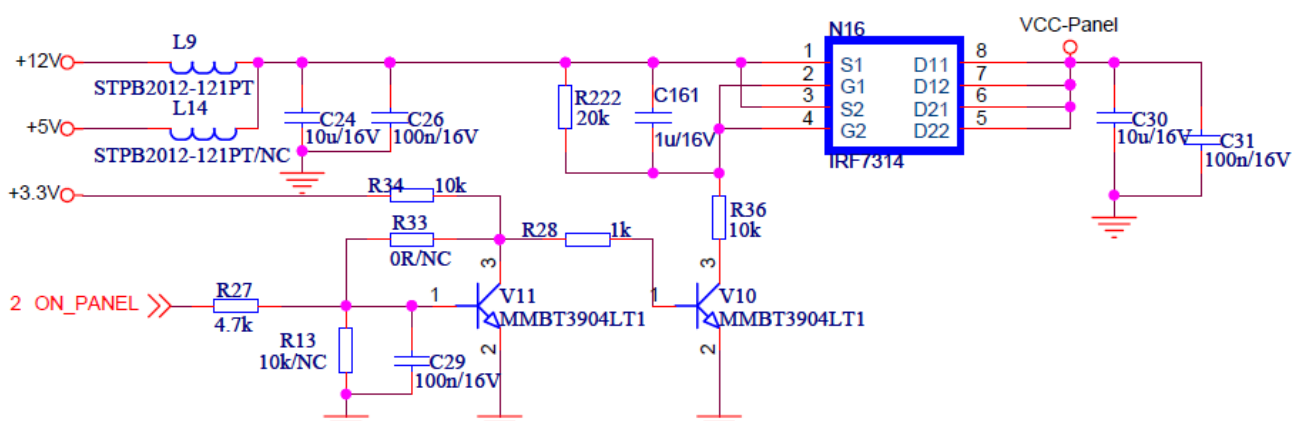 VCC-Panel
L9
N16
+12V
1
S1
D11
8
STPB2012-121PT
2
G1
D12
7
L14
R222
20k
C161
1u/16V
3
S2
D21
6
+5V
C24
10u/16V
C26
100n/16V
4
G2
D22
5
C30
10u/16V
C31
100n/16V
STPB2012-121PT/NC
IRF7314
+3.3V
R34
10k
R33
0R/NC
R28
1k
R36
10k
3
3
2 ON_PANEL
R27
4.7k
1
V11
MMBT3904LT1
1
V10
MMBT3904LT1
R13
10k/NC
C29
100n/16V
2
2